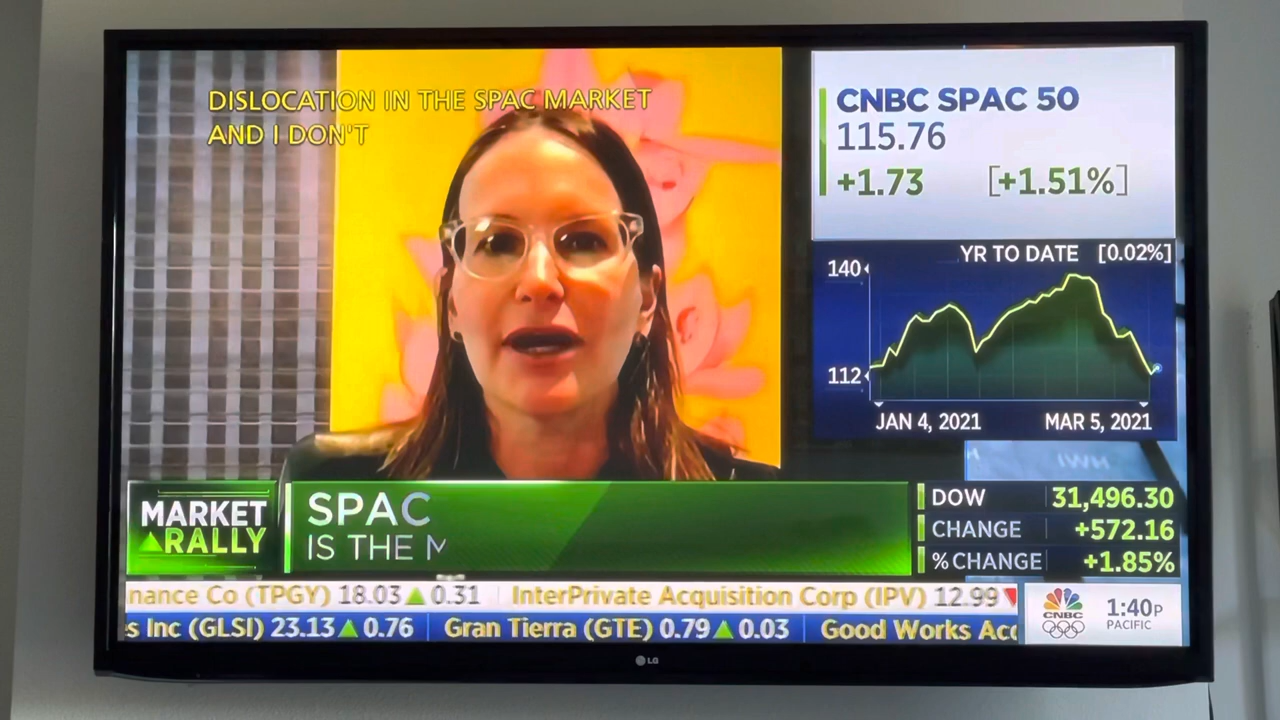 DISLOCATION IN THE SPAC MARKET
AND I DON'T
CNBC SPAC 50
115.76
+1.73 [+1.51%]
YR TO DATE [0.02%]
140
112
JAN 4, 2021 MAR 5, 2021
MARKET
RALLY
SPAC
IS THE M
DOW 31,496.30
CHANGE +572.16
% CHANGE +1.85%
nance Co (TPGY) 18.03 ▲ 0.31 InterPrivate Acquisition Corp (IPV) 12.99 ▼
s Inc (GLSI) 23.13 ▲ 0.76 Gran Tierra (GTE) 0.79 ▲ 0.03 Good Works Acc
CNBC
1:40P
PACIFIC
LG